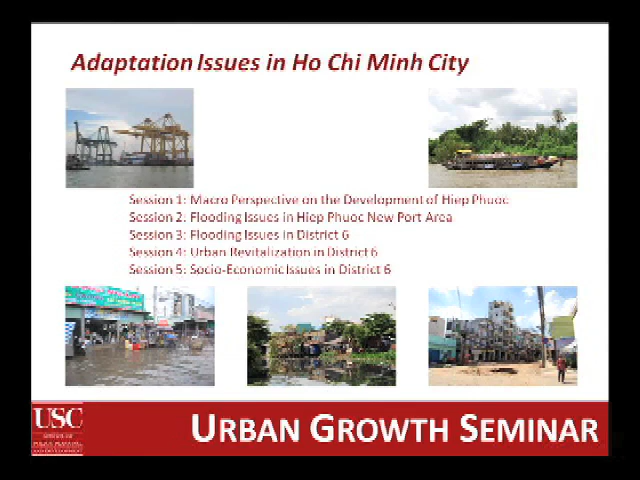 Adaptation Issues in Ho Chi Minh City
Session 1: Macro Perspective on the Development of Hiep Phuoc
Session 2: Flooding Issues in Hiep Phuoc New Port Area
Session 3: Flooding Issues in District 6
Session 4: Urban Revitalization in District 6
Session 5: Socio-Economic Issues in District 6
USC
URBAN GROWTH SEMINAR